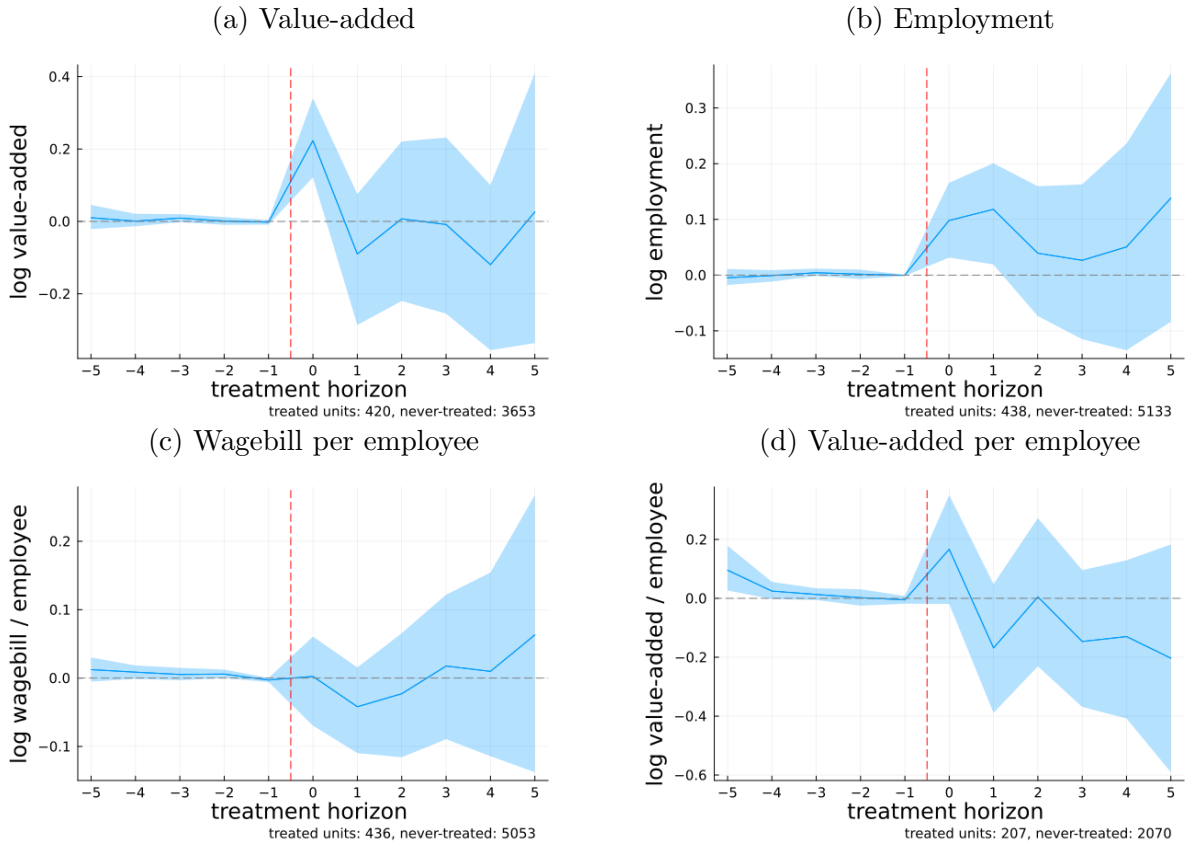 (a) Value-added
(b) Employment
0.4
0.2
0.0
−0.2
log value-added
−5 −4 −3 −2 −1 0 1 2 3 4 5
treatment horizon
treated units: 420, never-treated: 3653
0.3
0.2
0.1
0.0
−0.1
log employment
−5 −4 −3 −2 −1 0 1 2 3 4 5
treatment horizon
treated units: 438, never-treated: 5133
(c) Wagebill per employee
(d) Value-added per employee
0.2
0.1
0.0
−0.1
log wagebill / employee
−5 −4 −3 −2 −1 0 1 2 3 4 5
treatment horizon
treated units: 436, never-treated: 5053
0.2
0.0
−0.2
−0.4
−0.6
log value-added / employee
−5 −4 −3 −2 −1 0 1 2 3 4 5
treatment horizon
treated units: 207, never-treated: 2070